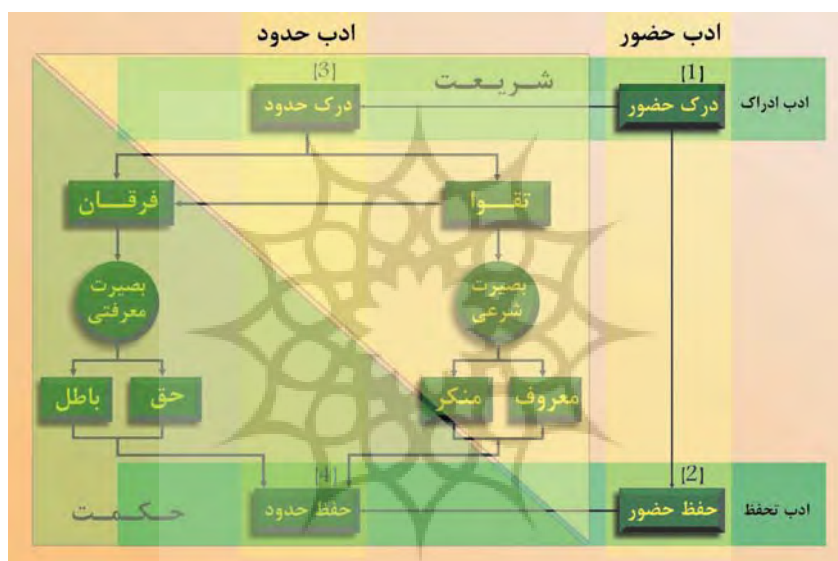 ادب حضور
ادب حدود
ادب ادراک
[1]
درک حضور
شریعت
[3]
درک حدود
تقوا
فرقان
بصیرت
شرعی
بصیرت
معرفتی
معروف
منکر
حق
باطل
ادب تحفظ
[2]
حفظ حضور
[4]
حفظ حدود
حکمت